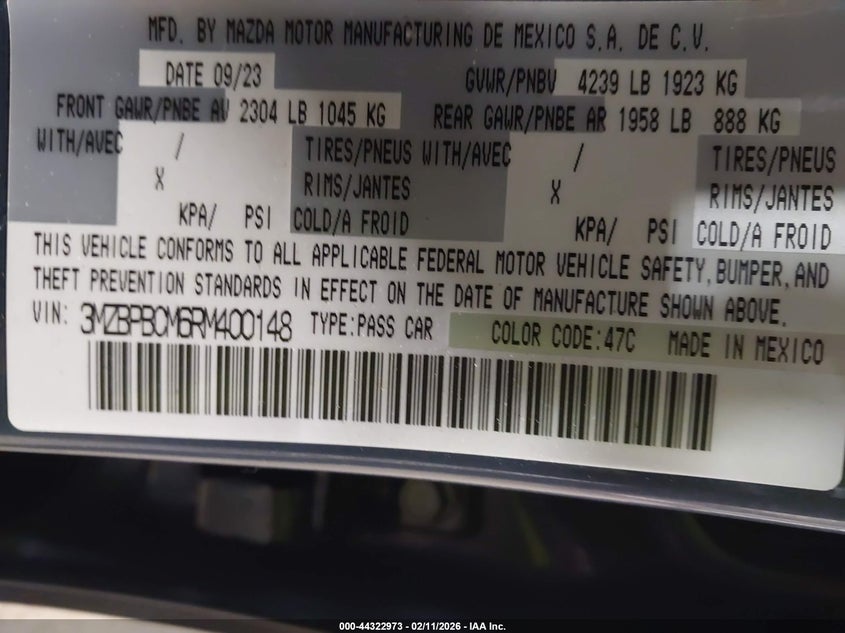 MFD. BY MAZDA MOTOR MANUFACTURING DE MEXICO S.A. DE C.V.
DATE 09/23 GVWR/PNBV 4239 LB 1923 KG
FRONT GAWR/PNBE AV 2304 LB 1045 KG REAR GAWR/PNBE AR 1958 LB 888 KG
WITH/AVEC / TIRES/PNEUS WITH/AVEC / TIRES/PNEUS
X RIMS/JANTES X RIMS/JANTES
KPA/ PSI COLD/A FROID KPA/ PSI COLD/A FROID
THIS VEHICLE CONFORMS TO ALL APPLICABLE FEDERAL MOTOR VEHICLE SAFETY, BUMPER, AND
THEFT PREVENTION STANDARDS IN EFFECT ON THE DATE OF MANUFACTURE SHOWN ABOVE.
VIN: 3MZBPBCM6RM400148 TYPE:PASS CAR COLOR CODE:47C MADE IN MEXICO
000-44322973 - 02/11/2026 - IAA Inc.